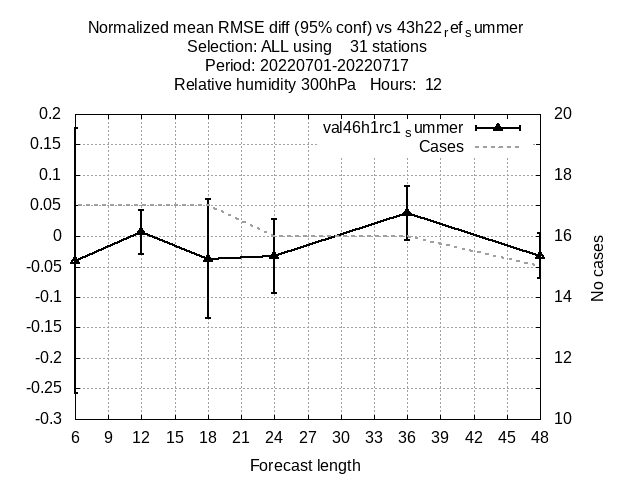 Normalized mean RMSE diff (95% conf) vs 43h22refsummer
Selection: ALL using 31 stations
Period: 20220701-20220717
Relative humidity 300hPa Hours: 12
val46h1rc1 summer
Cases
0.2
0.15
0.1
0.05
0
-0.05
-0.1
-0.15
-0.2
-0.25
-0.3
20
18
16
14
12
10
No cases
6 9 12 15 18 21 24 27 30 33 36 39 42 45 48
Forecast length